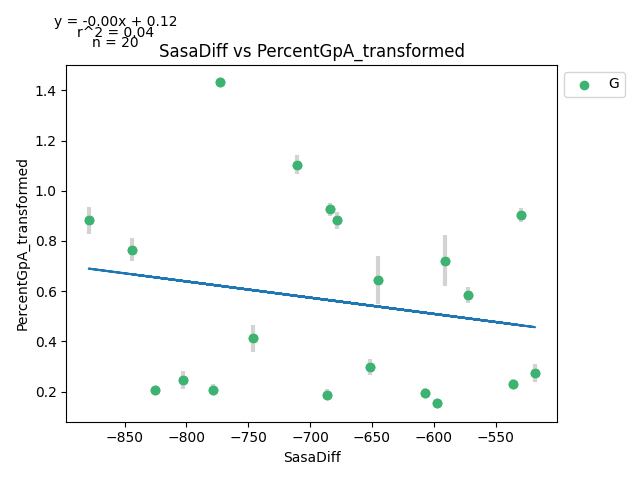 y = -0.00x + 0.12
r^2 = 0.04
n = 20
SasaDiff vs PercentGpA_transformed
G
PercentGpA_transformed
1.4
1.2
1.0
0.8
0.6
0.4
0.2
−850
−800
−750
−700
−650
−600
−550
SasaDiff